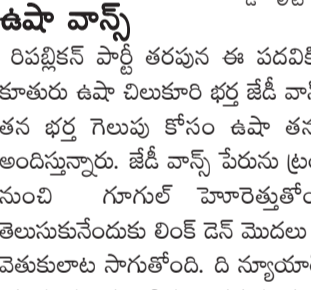 ఉషా వాన్స్
రిపబ్లికన్ పార్టీ తరపున ఈ పదవికి
కూతురు ఉషా చిలుకూరి భర్త జేడీ
తన భర్త గెలుపు కోసం ఉషా తన
అందిస్తున్నారు. జేడీ వాన్స్ పేరును
నుంచి గూగుల్ హోరెత్తుతోం
తెలుసుకునేందుకు లింక్ డెన్ మొదలు
వెతుకులాట సాగుతోంది. ది న్యూయా